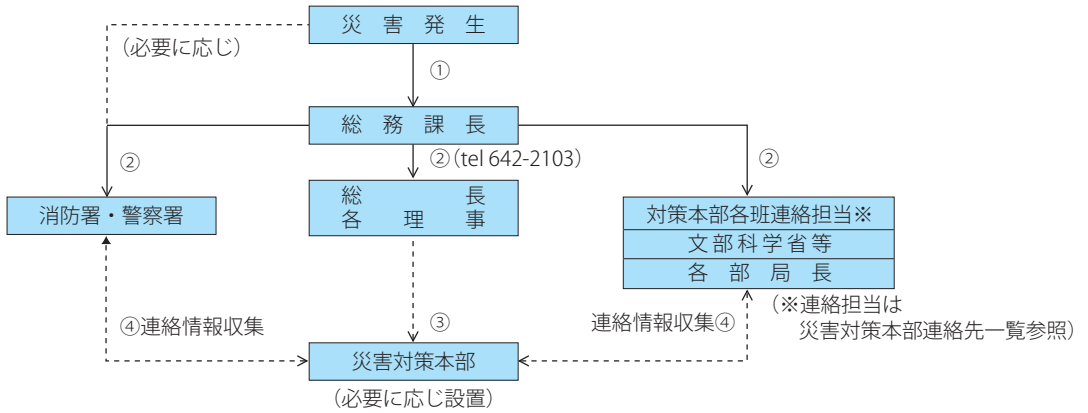 災害発生
(必要に応じ)
①
総務課長
②
②(tel 642-2103)
②
総長
各理事
消防署・警察署
対策本部各班連絡担当※
文部科学省等
各部局長
(※連絡担当は
災害対策本部連絡先一覧参照)
④連絡情報収集
③
連絡情報収集④
災害対策本部
(必要に応じ設置)